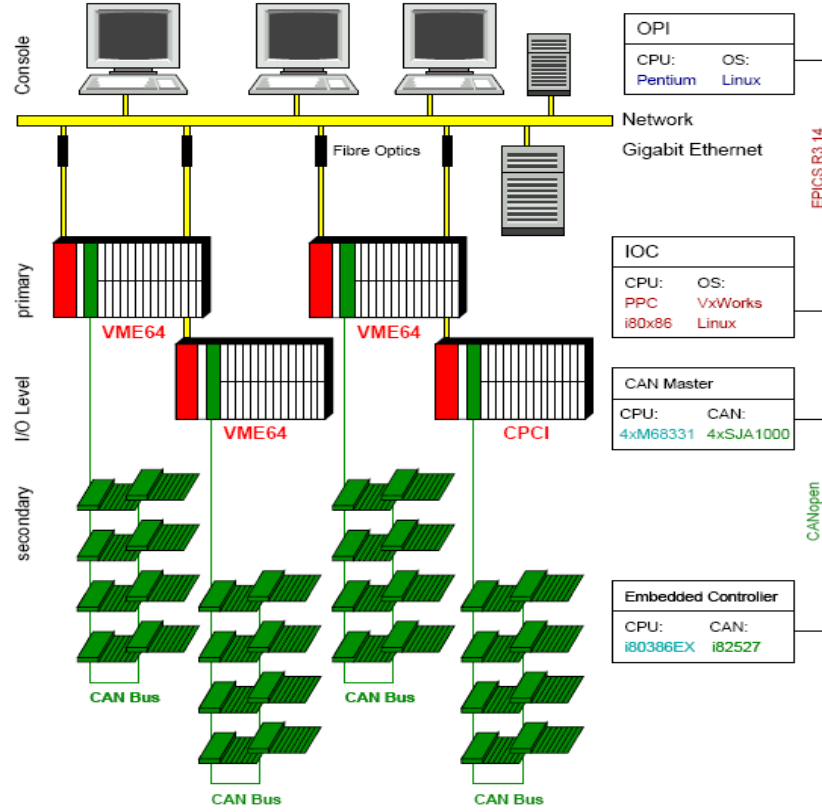 Console
OPI
CPU: OS:
Pentium Linux
Network
Fibre Optics
Gigabit Ethernet
EPICS R3.14
primary
IOC
CPU: OS:
PPC VxWorks
i80x86 Linux
VME64
VME64
I/O Level
CAN Master
CPU: CAN:
4xM68331 4xSJA1000
VME64
CPCI
secondary
CANopen
Embedded Controller
CPU: CAN:
i80386EX i82527
CAN Bus
CAN Bus
CAN Bus
CAN Bus